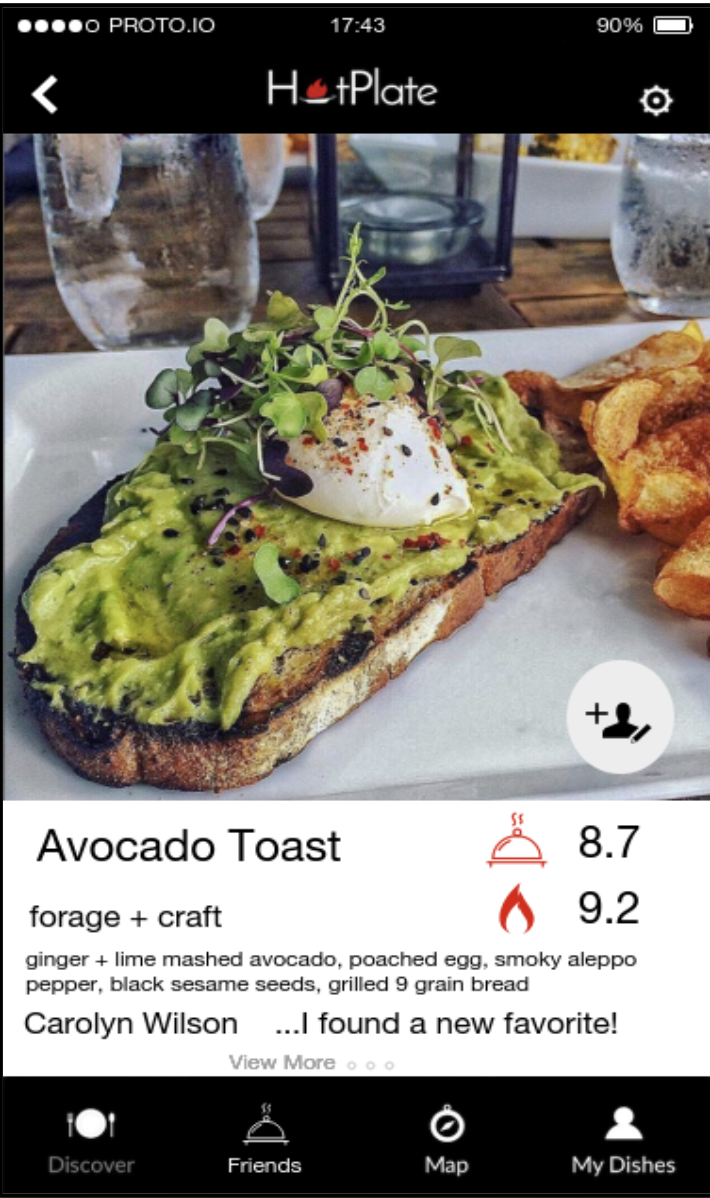 PROTO.IO 17:43 90%
HotPlate
Avocado Toast 8.7
forage + craft 9.2
ginger + lime mashed avocado, poached egg, smoky aleppo
pepper, black sesame seeds, grilled 9 grain bread
Carolyn Wilson ...I found a new favorite!
View More
Discover Friends Map My Dishes